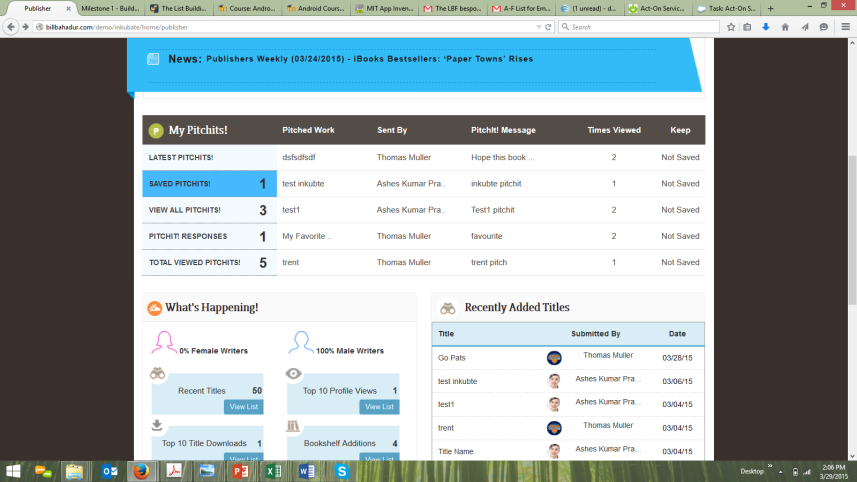 Publisher
Milestone 1 - Build...
The List Buildi...
Course: Andro...
Android Cours...
MIT App Inven...
The LBF bespo...
A-F List for Em...
(1 unread) - d...
Act-On Servic...
Task: Act-On S...
billbahadur.com/demo/inkubate/home/publisher
Search
News: Publishers Weekly (03/24/2015) - iBooks Bestsellers: ‘Paper Towns’ Rises
My Pitchits! Pitched Work Sent By PitchIt! Message Times Viewed Keep
LATEST PITCHITS! dsfsdfsdf Thomas Muller Hope this book ... 2 Not Saved
SAVED PITCHITS! 1 test inkubte Ashes Kumar Pra.. inkubte pitchit 1 Not Saved
VIEW ALL PITCHITS! 3 test1 Ashes Kumar Pra.. Test1 pitchit 2 Not Saved
PITCHIT! RESPONSES 1 My Favorite .. Thomas Muller favourite 2 Not Saved
TOTAL VIEWED PITCHITS! 5 trent Thomas Muller trent pitch 1 Not Saved
What's Happening!
0% Female Writers 100% Male Writers
Recent Titles 50 Top 10 Profile Views 1
View List View List
Top 10 Title Downloads 1 Bookshelf Additions 4
Recently Added Titles
Title Submitted By Date
Go Pats Thomas Muller 03/28/15
test inkubte Ashes Kumar Pra... 03/06/15
test1 Ashes Kumar Pra... 03/04/15
trent Thomas Muller 03/04/15
Title Name Ashes Kumar Pra... 03/04/15
Desktop
2:06 PM
3/29/2015